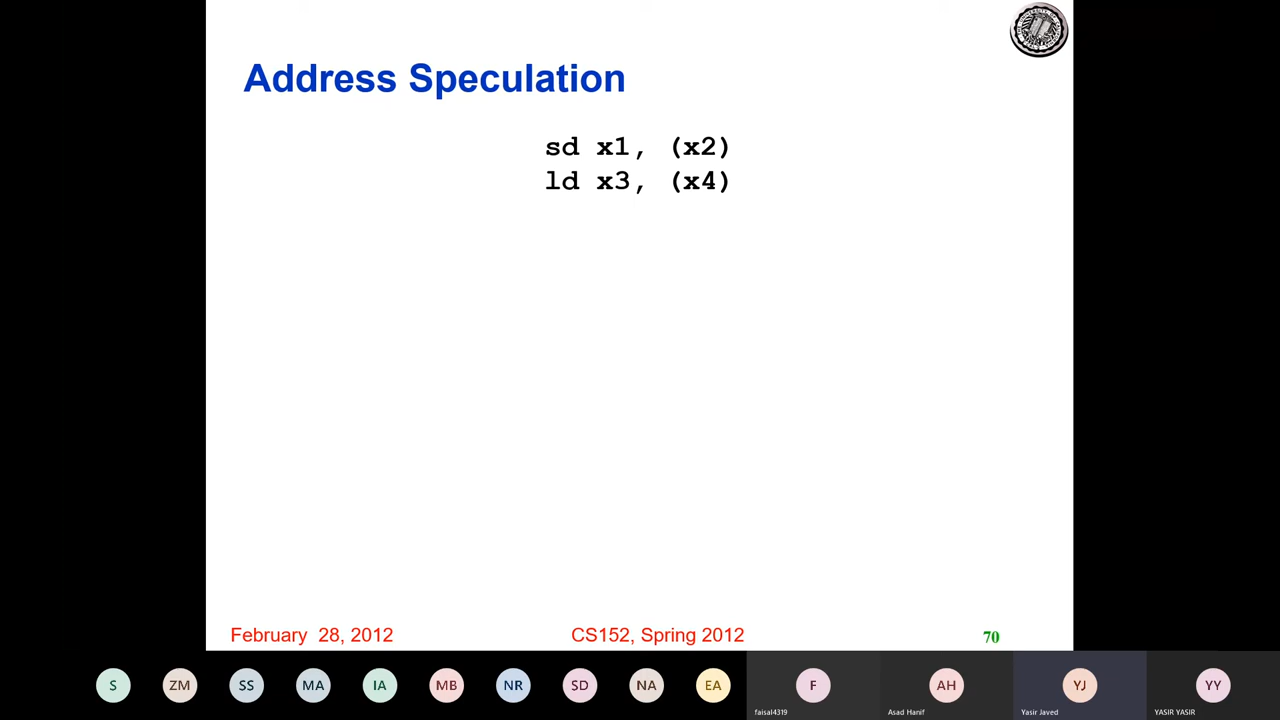 Address Speculation
sd x1, (x2)
ld x3, (x4)
February 28, 2012
CS152, Spring 2012
70
S
ZM
SS
MA
IA
MB
NR
SD
NA
EA
F
AH
YJ
YY
faisal4319
Asad Hanif
Yasir Javed
YASIR YASIR